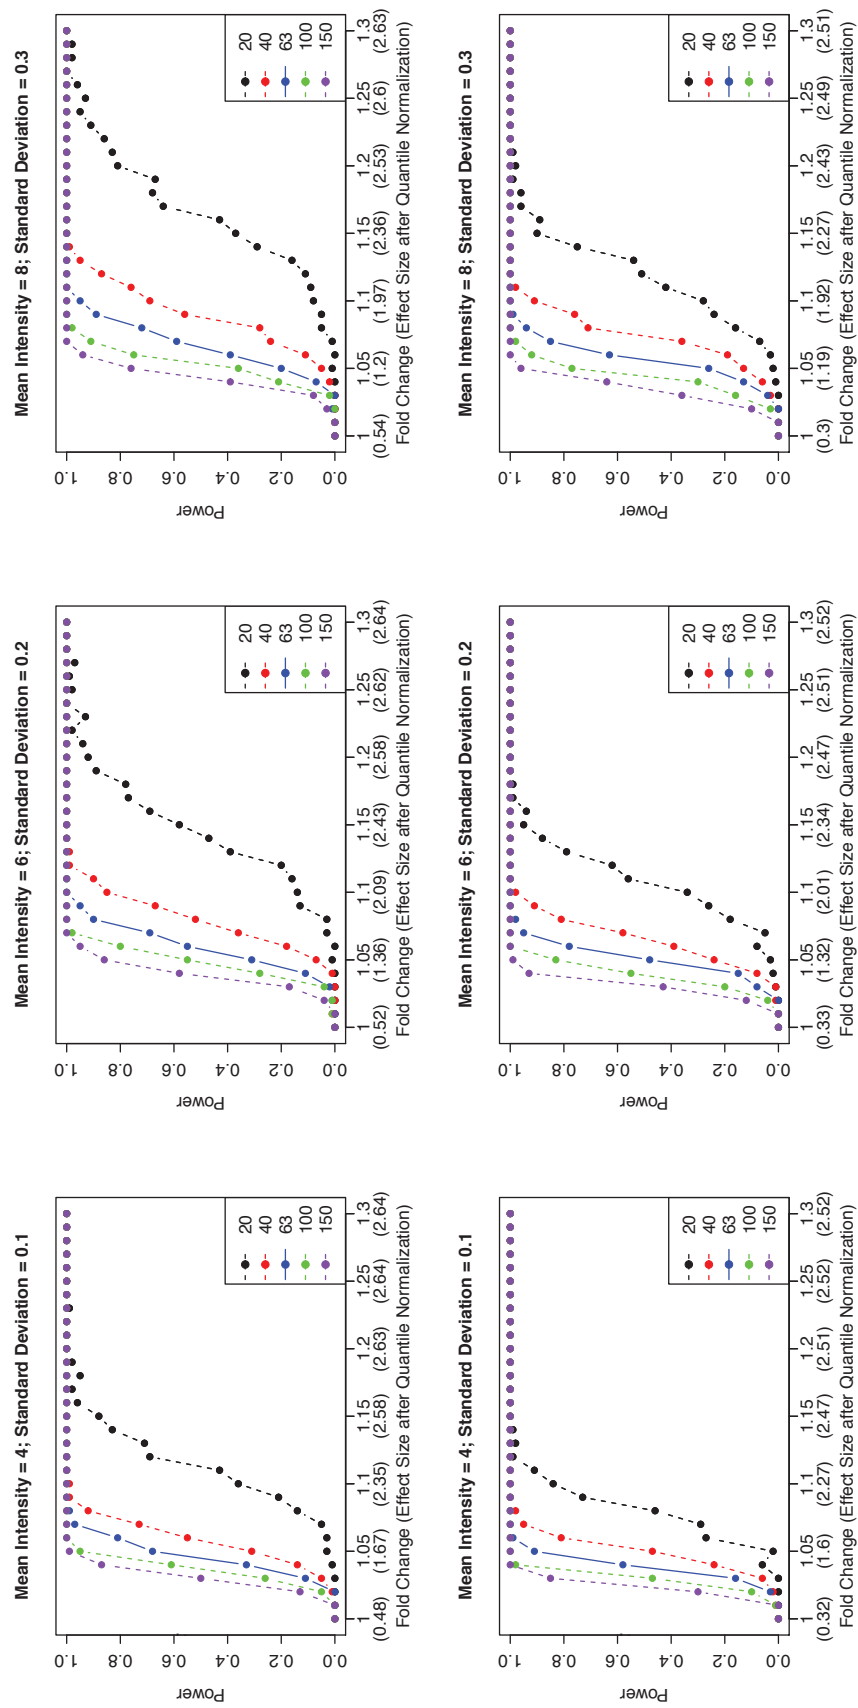 Mean Intensity = 4; Standard Deviation = 0.1
Power
1.0
0.8
0.6
0.4
0.2
0.0
20
40
63
100
150
1 1.05 1.1 1.15 1.2 1.25 1.3
(0.48) (1.67) (2.35) (2.58) (2.63) (2.64) (2.64)
Fold Change (Effect Size after Quantile Normalization)
Mean Intensity = 6; Standard Deviation = 0.2
Power
1.0
0.8
0.6
0.4
0.2
0.0
20
40
63
100
150
1 1.05 1.1 1.15 1.2 1.25 1.3
(0.52) (1.36) (2.09) (2.43) (2.58) (2.62) (2.64)
Fold Change (Effect Size after Quantile Normalization)
Mean Intensity = 8; Standard Deviation = 0.3
Power
1.0
0.8
0.6
0.4
0.2
0.0
20
40
63
100
150
1 1.05 1.1 1.15 1.2 1.25 1.3
(0.54) (1.2) (1.97) (2.36) (2.53) (2.6) (2.63)
Fold Change (Effect Size after Quantile Normalization)
Mean Intensity = 4; Standard Deviation = 0.1
Power
1.0
0.8
0.6
0.4
0.2
0.0
20
40
63
100
150
1 1.05 1.1 1.15 1.2 1.25 1.3
(0.32) (1.6) (2.27) (2.47) (2.51) (2.52) (2.52)
Fold Change (Effect Size after Quantile Normalization)
Mean Intensity = 6; Standard Deviation = 0.2
Power
1.0
0.8
0.6
0.4
0.2
0.0
20
40
63
100
150
1 1.05 1.1 1.15 1.2 1.25 1.3
(0.33) (1.32) (2.01) (2.34) (2.47) (2.51) (2.52)
Fold Change (Effect Size after Quantile Normalization)
Mean Intensity = 8; Standard Deviation = 0.3
Power
1.0
0.8
0.6
0.4
0.2
0.0
20
40
63
100
150
1 1.05 1.1 1.15 1.2 1.25 1.3
(0.3) (1.19) (1.92) (2.27) (2.43) (2.49) (2.51)
Fold Change (Effect Size after Quantile Normalization)